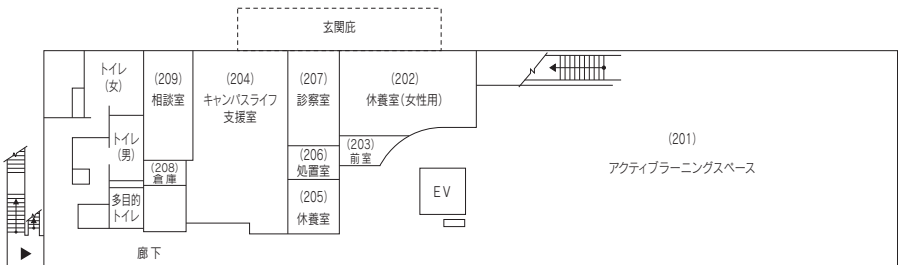 玄関庇
トイレ
(女)
(209)
相談室
(204)
キャンパスライフ
支援室
(207)
診察室
(202)
休養室(女性用)
トイレ
(男)
(203)
前室
(201)
アクティブラーニングスペース
(208)
倉庫
(206)
処置室
EV
多目的
トイレ
(205)
休養室
廊下